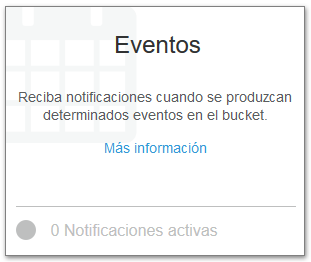 Eventos
Reciba notificaciones cuando se produzcan
determinados eventos en el bucket.
Más información
0 Notificaciones activas